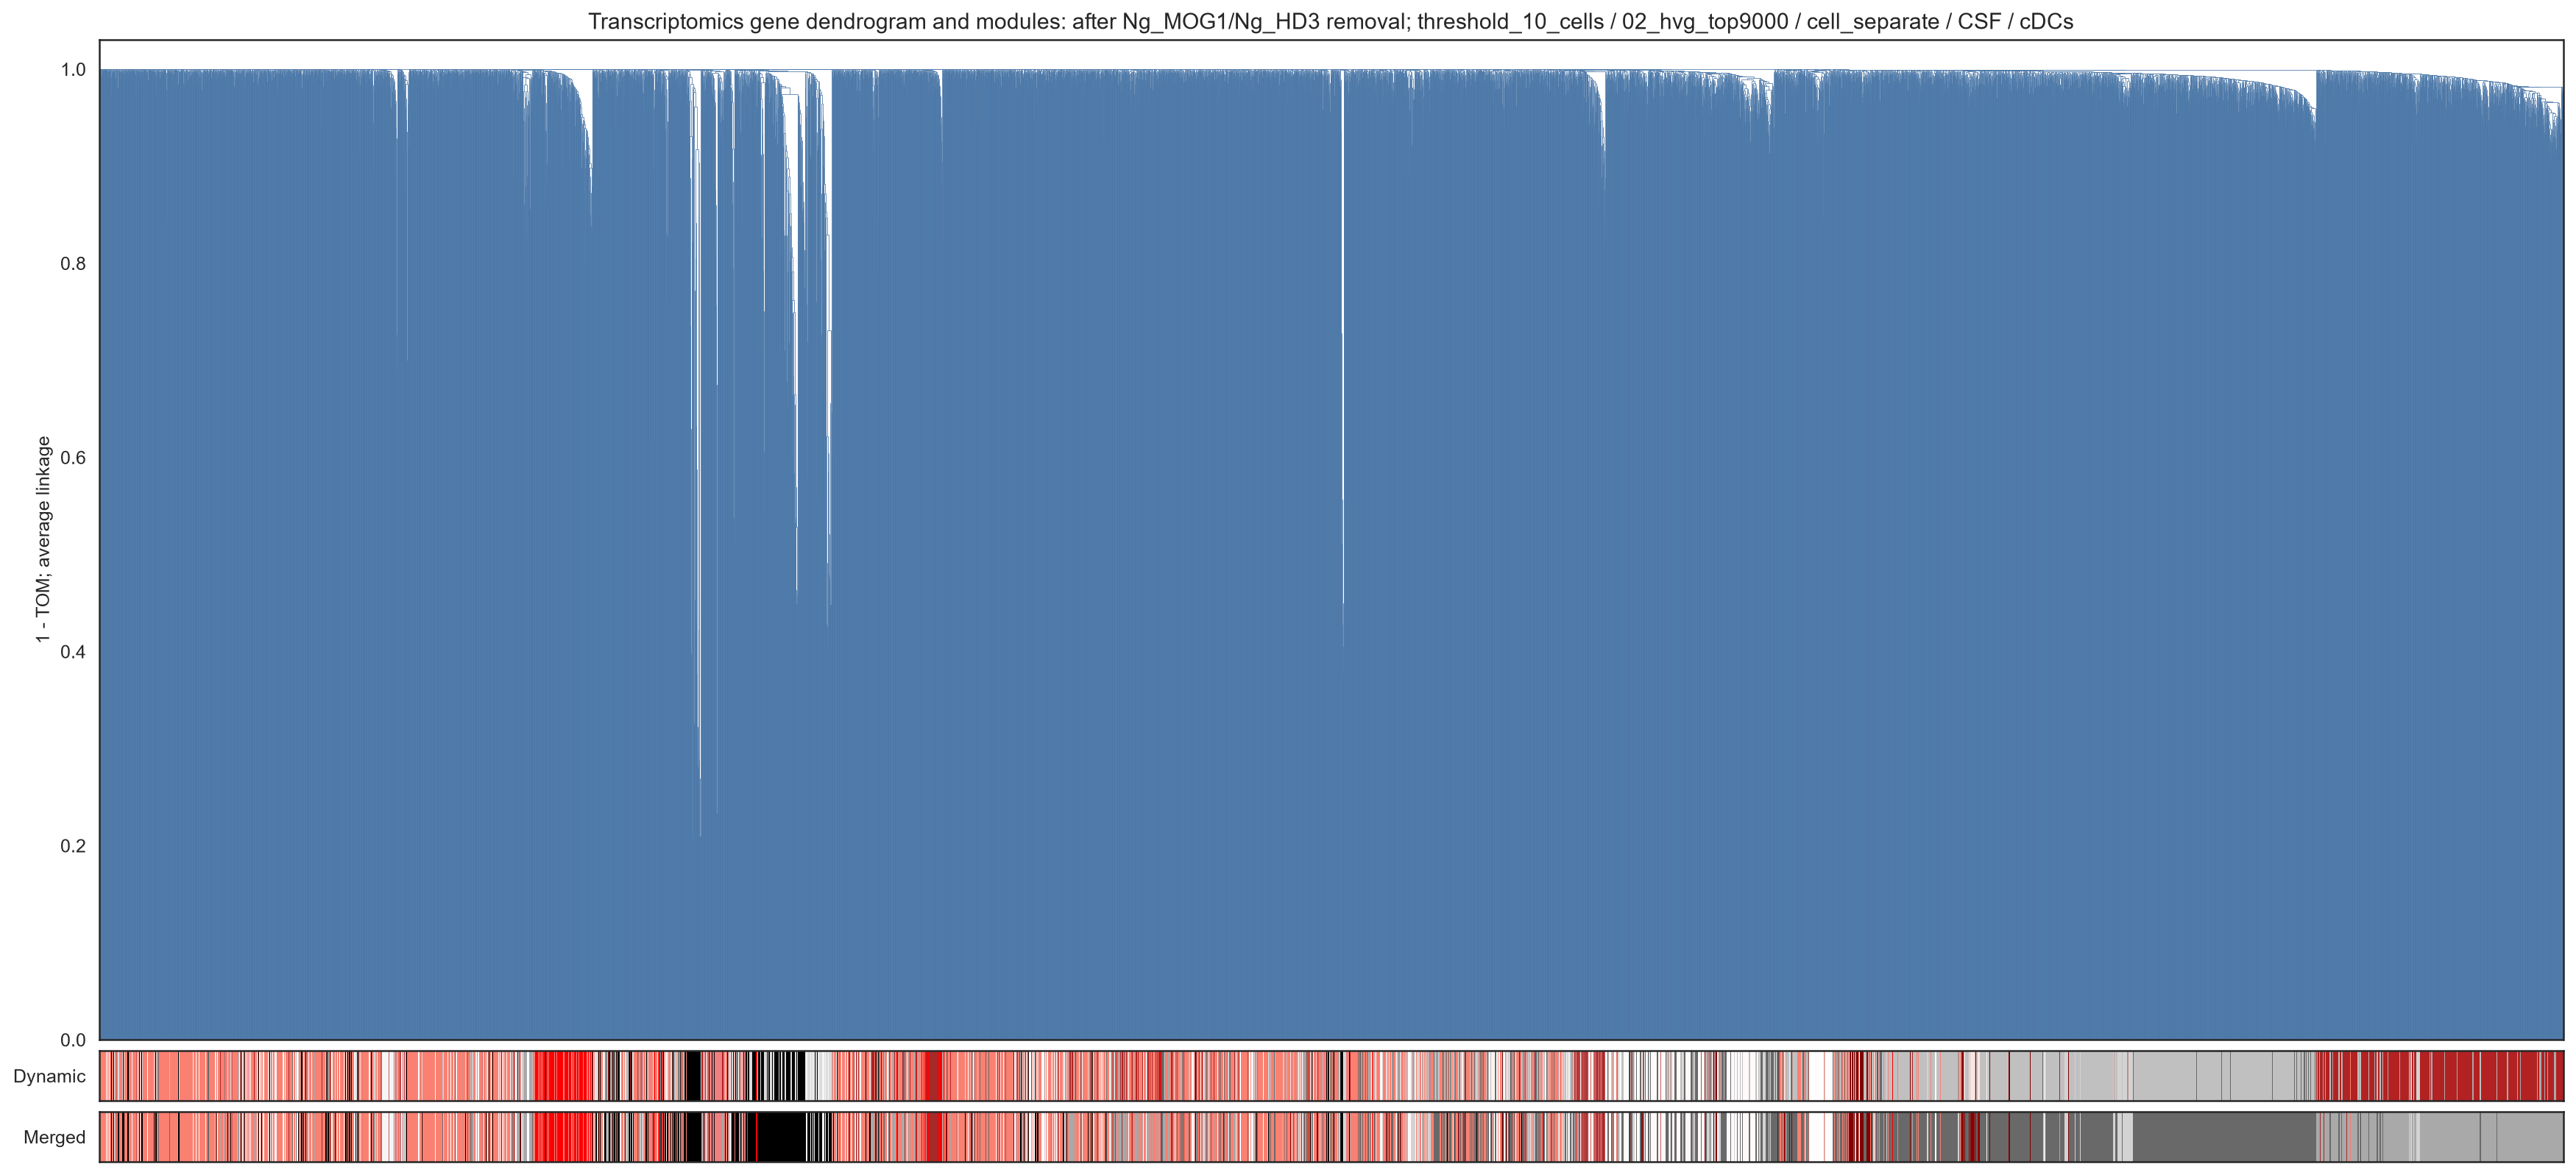 Transcriptomics gene dendrogram and modules: after Ng_MOG1/Ng_HD3 removal; threshold_10_cells / 02_hvg_top9000 / cell_separate / CSF / cDCs
1.0
0.8
0.6
0.4
0.2
0.0
1 - TOM; average linkage
Dynamic
Merged